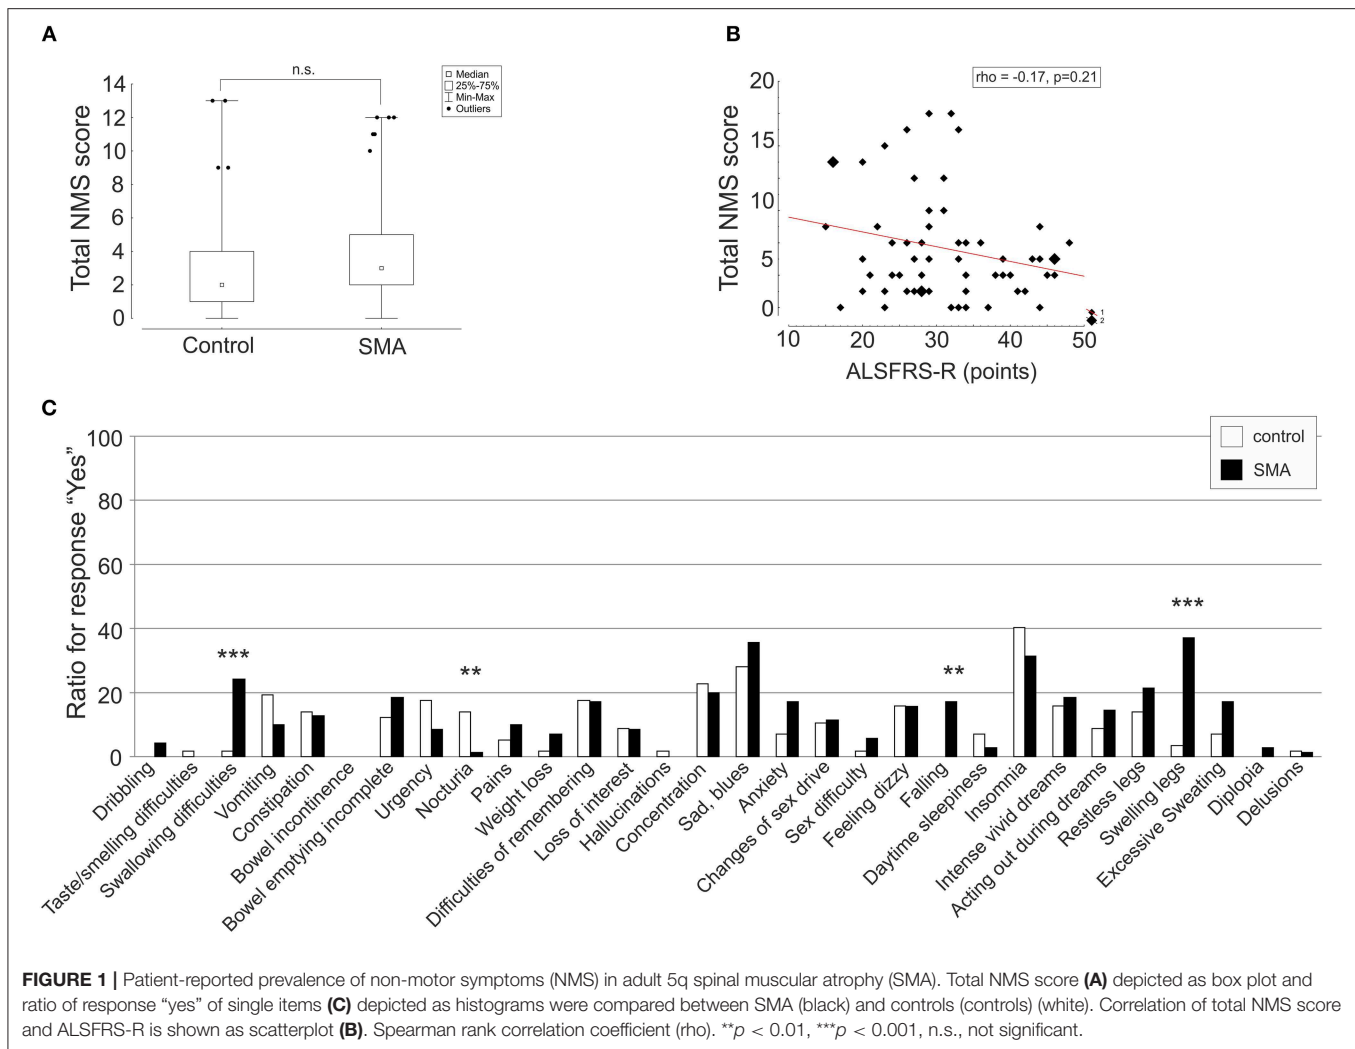 A
n.s.
Median
25%-75%
Min-Max
Outliers
Total NMS score
14
12
10
8
6
4
2
0
Control
SMA
B
rho = -0.17, p=0.21
Total NMS score
20
15
10
5
0
1
2
10
20
30
40
50
ALSFRS-R (points)
C
control
SMA
Ratio for response “Yes”
100
80
60
40
20
0
***
**
**
***
Dribbling
Taste/smelling difficulties
Swallowing difficulties
Vomiting
Constipation
Bowel incontinence
Bowel emptying incomplete
Urgency
Nocturia
Pains
Weight loss
Difficulties of remembering
Loss of interest
Hallucinations
Concentration
Sad, blues
Anxiety
Changes of sex drive
Sex difficulty
Feeling dizzy
Falling
Daytime sleepiness
Insomnia
Intense vivid dreams
Acting out during dreams
Restless legs
Swelling legs
Excessive Sweating
Diplopia
Delusions
FIGURE 1 | Patient-reported prevalence of non-motor symptoms (NMS) in adult 5q spinal muscular atrophy (SMA). Total NMS score (A) depicted as box plot and
ratio of response “yes” of single items (C) depicted as histograms were compared between SMA (black) and controls (controls) (white). Correlation of total NMS score
and ALSFRS-R is shown as scatterplot (B). Spearman rank correlation coefficient (rho). **p < 0.01, ***p < 0.001, n.s., not significant.